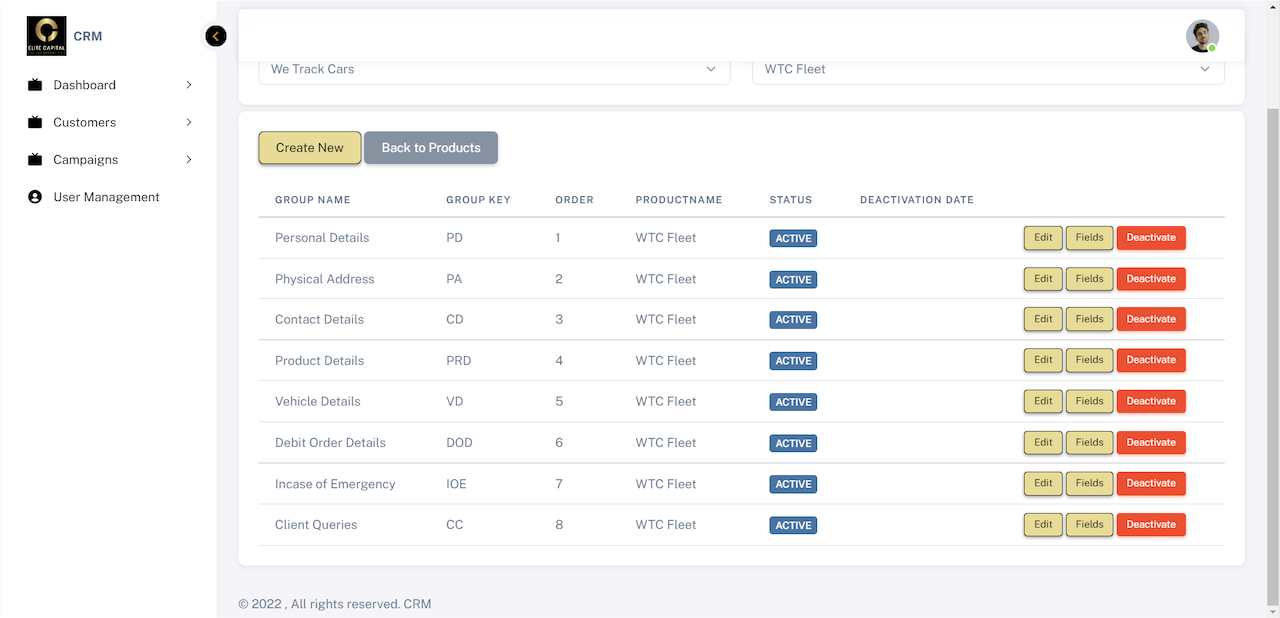 ELITE CAPITAL
CRM
Dashboard
Customers
Campaigns
User Management
We Track Cars WTC Fleet
Create New Back to Products
GROUP NAME GROUP KEY ORDER PRODUCTNAME STATUS DEACTIVATION DATE
Personal Details PD 1 WTC Fleet ACTIVE Edit Fields Deactivate
Physical Address PA 2 WTC Fleet ACTIVE Edit Fields Deactivate
Contact Details CD 3 WTC Fleet ACTIVE Edit Fields Deactivate
Product Details PRD 4 WTC Fleet ACTIVE Edit Fields Deactivate
Vehicle Details VD 5 WTC Fleet ACTIVE Edit Fields Deactivate
Debit Order Details DOD 6 WTC Fleet ACTIVE Edit Fields Deactivate
Incase of Emergency IOE 7 WTC Fleet ACTIVE Edit Fields Deactivate
Client Queries CC 8 WTC Fleet ACTIVE Edit Fields Deactivate
© 2022 , All rights reserved. CRM